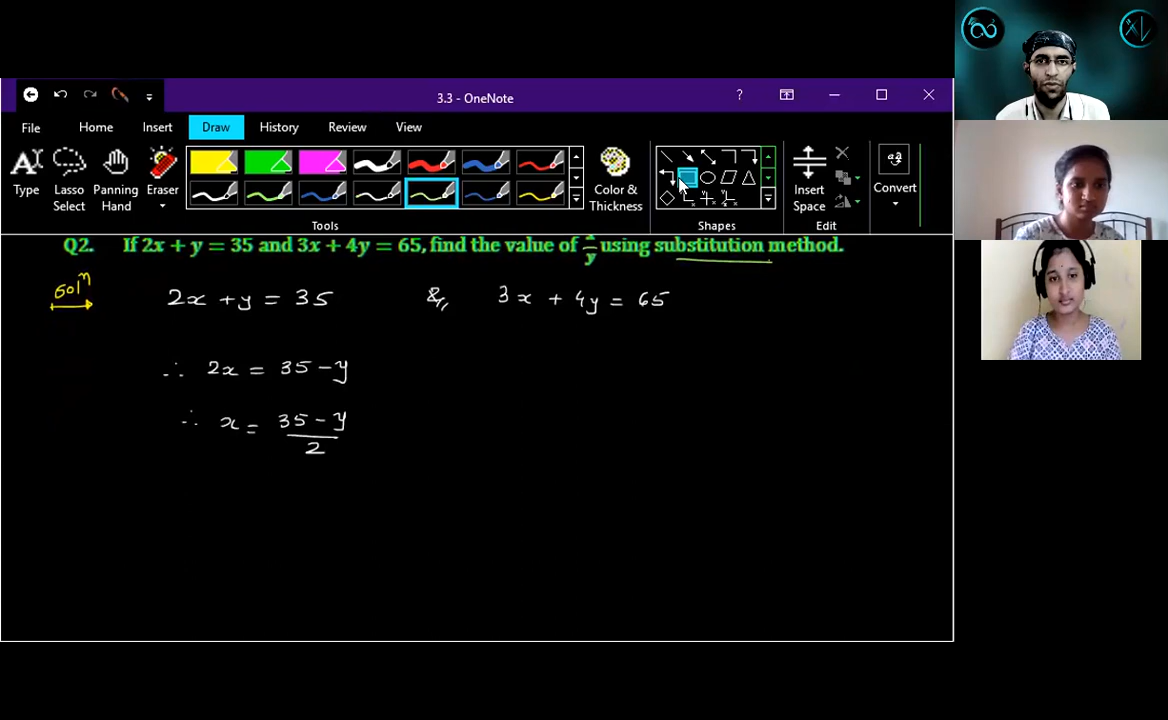 3.3 - OneNote
?
File
Home
Insert
Draw
History
Review
View
Type
Lasso Select
Panning Hand
Eraser
Color & Thickness
Insert Space
Convert
Tools
Shapes
Edit
Q2. If 2x + y = 35 and 3x + 4y = 65, find the value of x/y using substitution method.
Solⁿ
2x + y = 35 & 3x + 4y = 65
∴ 2x = 35 - y
∴ x = 35 - y
2